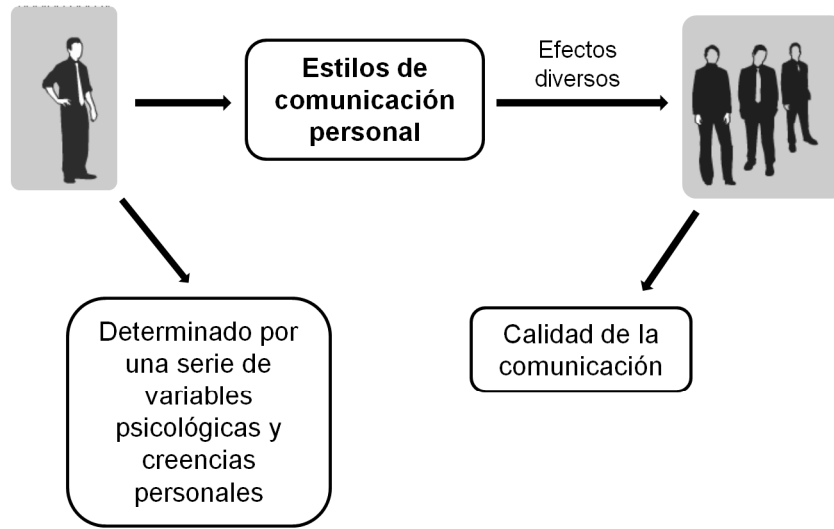 Estilos de
comunicación
personal
Efectos
diversos
Determinado por
una serie de
variables
psicológicas y
creencias
personales
Calidad de la
comunicación